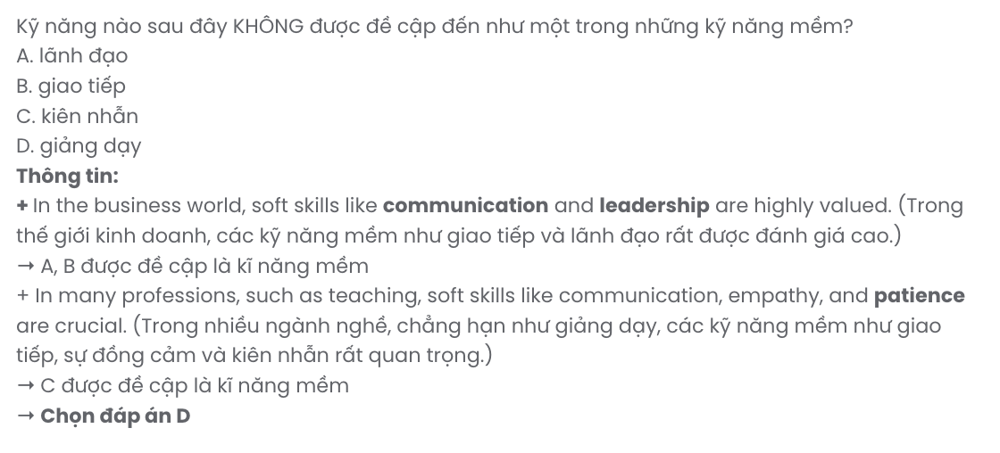 Kỹ năng nào sau đây KHÔNG được đề cập đến như một trong những kỹ năng mềm?
A. lãnh đạo
B. giao tiếp
C. kiên nhẫn
D. giảng dạy
Thông tin:
+ In the business world, soft skills like communication and leadership are highly valued. (Trong
thế giới kinh doanh, các kỹ năng mềm như giao tiếp và lãnh đạo rất được đánh giá cao.)
→ A, B được đề cập là kĩ năng mềm
+ In many professions, such as teaching, soft skills like communication, empathy, and patience
are crucial. (Trong nhiều ngành nghề, chẳng hạn như giảng dạy, các kỹ năng mềm như giao
tiếp, sự đồng cảm và kiên nhẫn rất quan trọng.)
→ C được đề cập là kĩ năng mềm
→ Chọn đáp án D